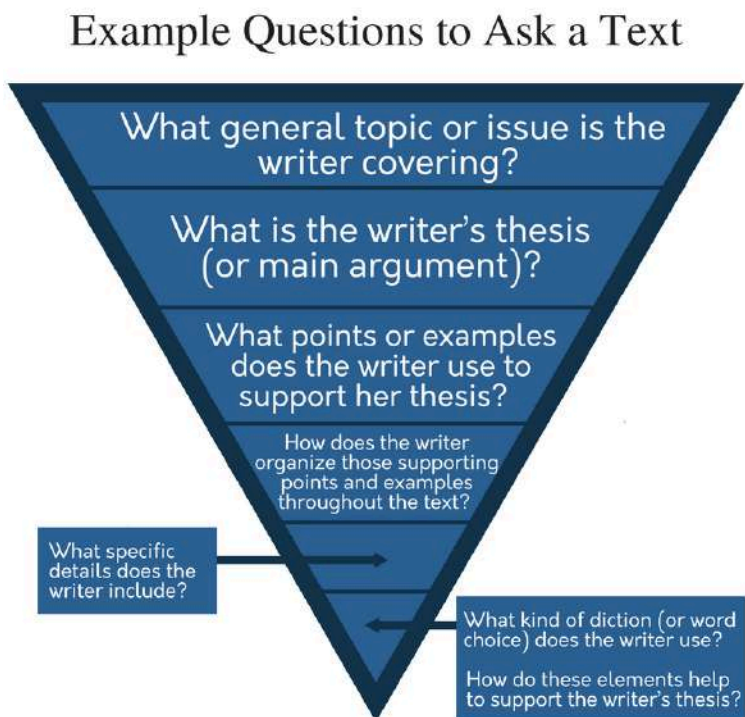 Example Questions to Ask a Text
What general topic or issue is the
writer covering?
What is the writer's thesis
(or main argument)?
What points or examples
does the writer use to
support her thesis?
How does the writer
organize those supporting
points and examples
throughout the text?
What specific
details does the
writer include?
What kind of diction (or word
choice) does the writer use?
How do these elements help
to support the writer's thesis?